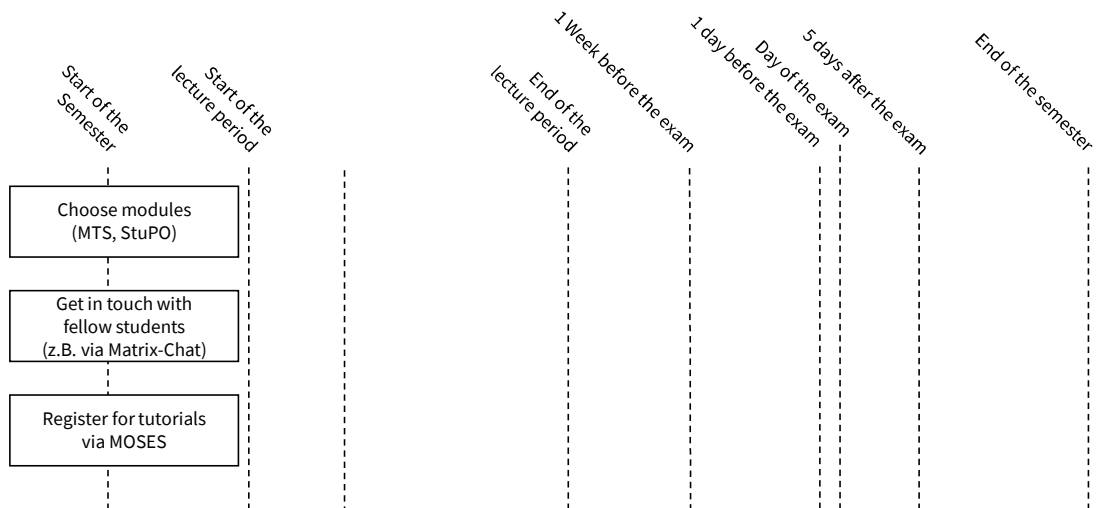 Start of the
Semester
Start of the
lecture period
End of the
lecture period
1 Week before the exam
1 day before the exam
Day of the exam
5 days after the exam
End of the semester
Choose modules
(MTS, StuPO)
Get in touch with
fellow students
(z.B. via Matrix-Chat)
Register for tutorials
via MOSES